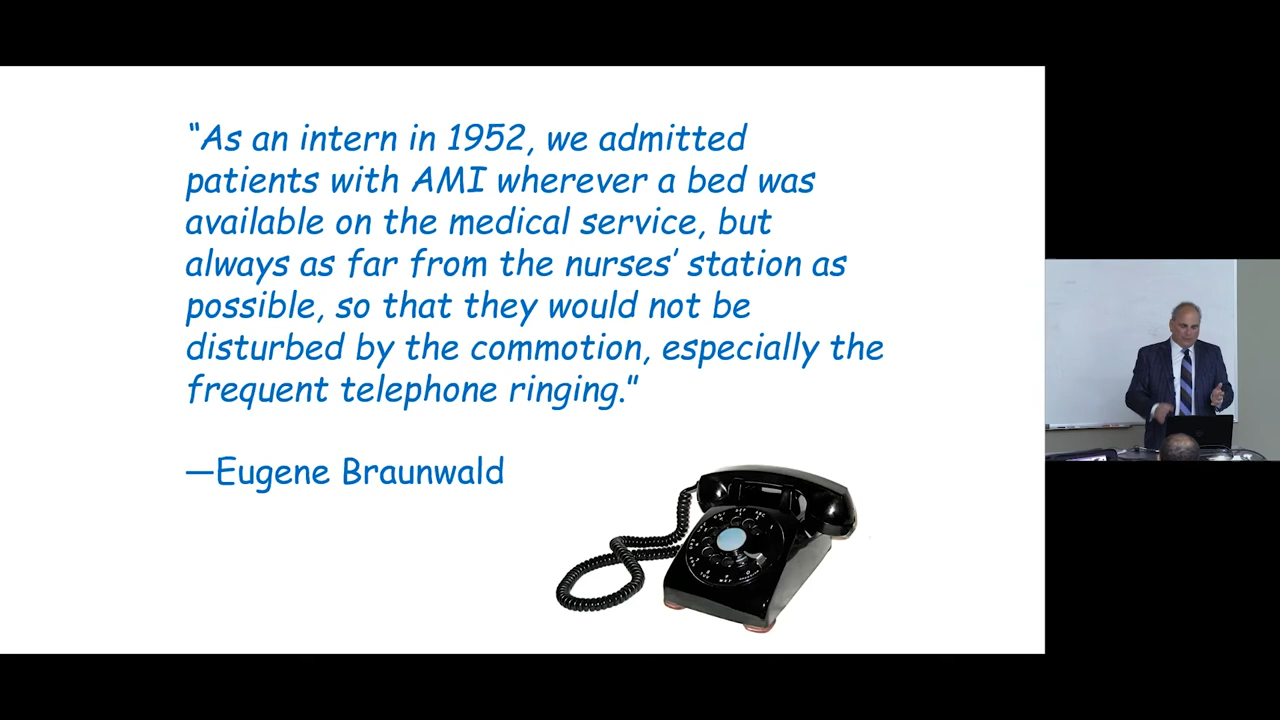 “As an intern in 1952, we admitted
patients with AMI wherever a bed was
available on the medical service, but
always as far from the nurses’ station as
possible, so that they would not be
disturbed by the commotion, especially the
frequent telephone ringing.”
—Eugene Braunwald